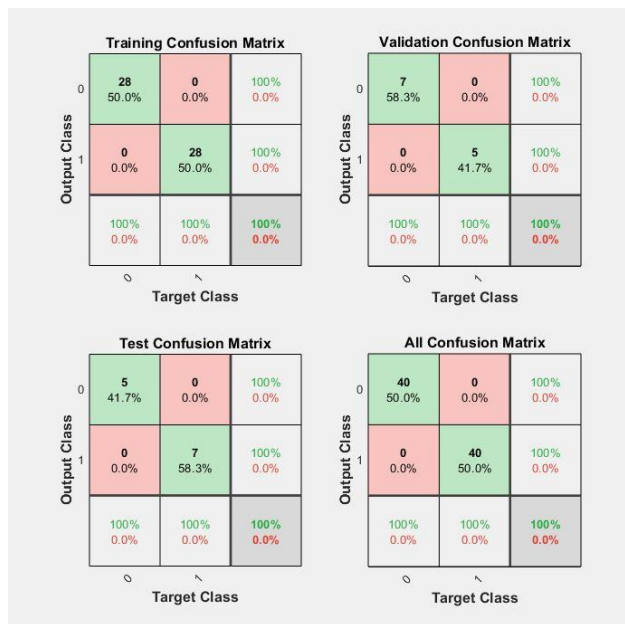 Training Confusion Matrix
28 0 100%
50.0% 0.0% 0.0%
0 28 100%
0.0% 50.0% 0.0%
100% 100% 100%
0.0% 0.0% 0.0%
0
1
Output Class
0 1
Target Class
Validation Confusion Matrix
7 0 100%
58.3% 0.0% 0.0%
0 5 100%
0.0% 41.7% 0.0%
100% 100% 100%
0.0% 0.0% 0.0%
0
1
Output Class
0 1
Target Class
Test Confusion Matrix
5 0 100%
41.7% 0.0% 0.0%
0 7 100%
0.0% 58.3% 0.0%
100% 100% 100%
0.0% 0.0% 0.0%
0
1
Output Class
0 1
Target Class
All Confusion Matrix
40 0 100%
50.0% 0.0% 0.0%
0 40 100%
0.0% 50.0% 0.0%
100% 100% 100%
0.0% 0.0% 0.0%
0
1
Output Class
0 1
Target Class